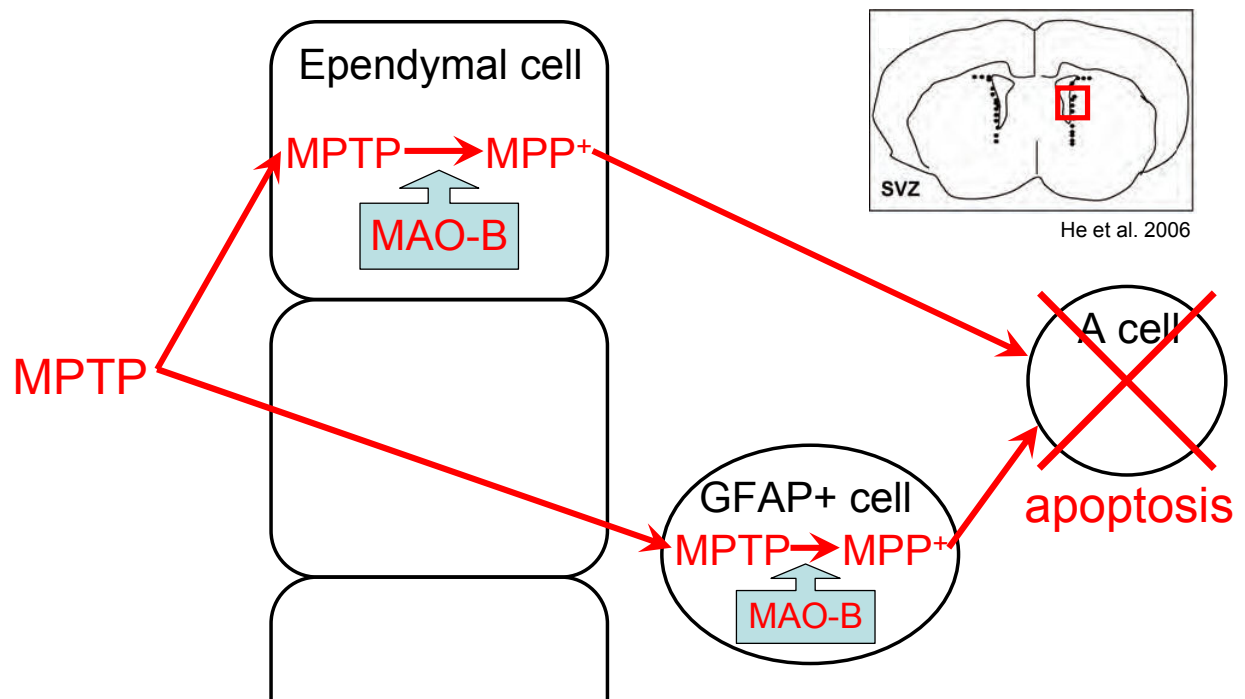 Ependymal cell
MPTP MPP⁺
MAO-B
SVZ
He et al. 2006
MPTP
A cell
apoptosis
GFAP+ cell
MPTP MPP⁺
MAO-B